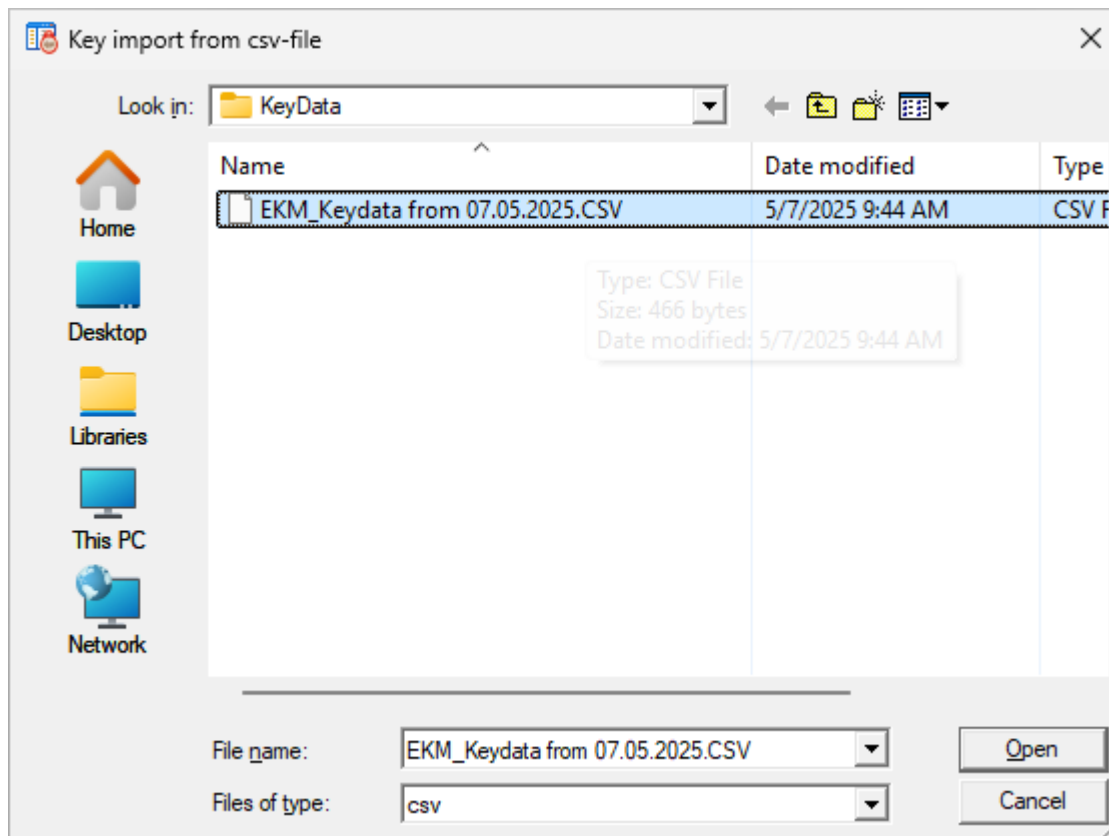 Key import from csv-file
Look in: KeyData
Name Date modified Type
EKM_Keydata from 07.05.2025.CSV 5/7/2025 9:44 AM CSV F
Type: CSV File
Size: 466 bytes
Date modified: 5/7/2025 9:44 AM
Home
Desktop
Libraries
This PC
Network
File name: EKM_Keydata from 07.05.2025.CSV Open
Files of type: csv Cancel